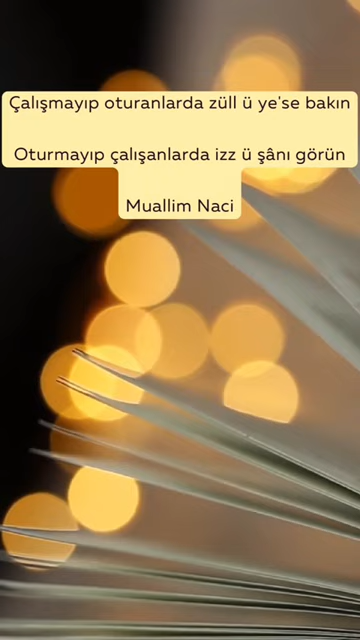 Çalışmayıp oturanlarda züll ü ye'se bakın
Oturmayıp çalışanlarda izz ü şânı görün
Muallim Naci